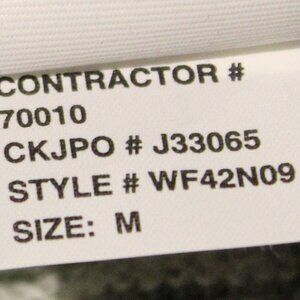 CONTRACTOR #
70010
CKJPO # J33065
STYLE # WF42N09
SIZE: M